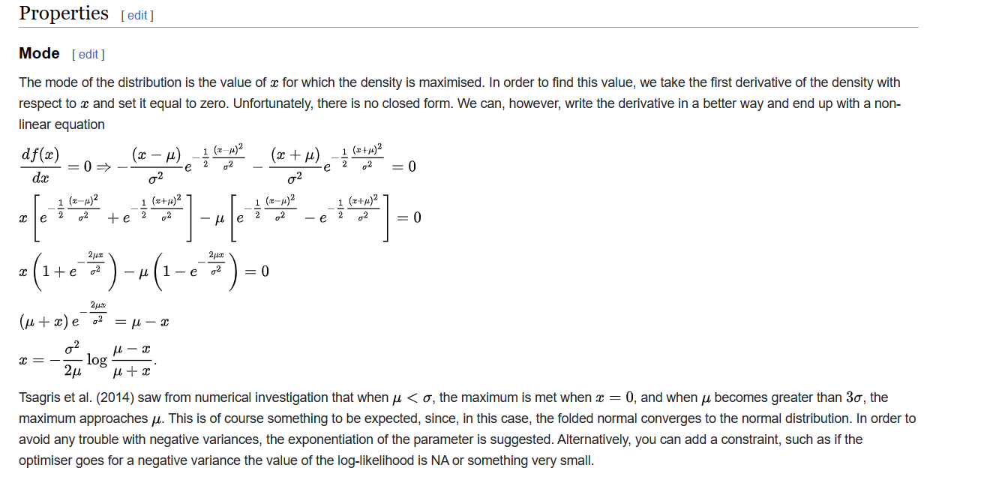 Properties [ edit ]
Mode [ edit ]
The mode of the distribution is the value of x for which the density is maximised. In order to find this value, we take the first derivative of the density with
respect to x and set it equal to zero. Unfortunately, there is no closed form. We can, however, write the derivative in a better way and end up with a non-
linear equation
\frac{df(x)}{dx} = 0 \Rightarrow -\frac{(x-\mu)}{\sigma^2} e^{-\frac{1}{2}\frac{(x-\mu)^2}{\sigma^2}} - \frac{(x+\mu)}{\sigma^2} e^{-\frac{1}{2}\frac{(x+\mu)^2}{\sigma^2}} = 0
x \left[ e^{-\frac{1}{2}\frac{(x-\mu)^2}{\sigma^2}} + e^{-\frac{1}{2}\frac{(x+\mu)^2}{\sigma^2}} \right] - \mu \left[ e^{-\frac{1}{2}\frac{(x-\mu)^2}{\sigma^2}} - e^{-\frac{1}{2}\frac{(x+\mu)^2}{\sigma^2}} \right] = 0
x \left( 1 + e^{-\frac{2\mu x}{\sigma^2}} \right) - \mu \left( 1 - e^{-\frac{2\mu x}{\sigma^2}} \right) = 0
(\mu + x) e^{-\frac{2\mu x}{\sigma^2}} = \mu - x
x = -\frac{\sigma^2}{2\mu} \log \frac{\mu - x}{\mu + x}.
Tsagris et al. (2014) saw from numerical investigation that when μ < σ, the maximum is met when x = 0, and when μ becomes greater than 3σ, the
maximum approaches μ. This is of course something to be expected, since, in this case, the folded normal converges to the normal distribution. In order to
avoid any trouble with negative variances, the exponentiation of the parameter is suggested. Alternatively, you can add a constraint, such as if the
optimiser goes for a negative variance the value of the log-likelihood is NA or something very small.